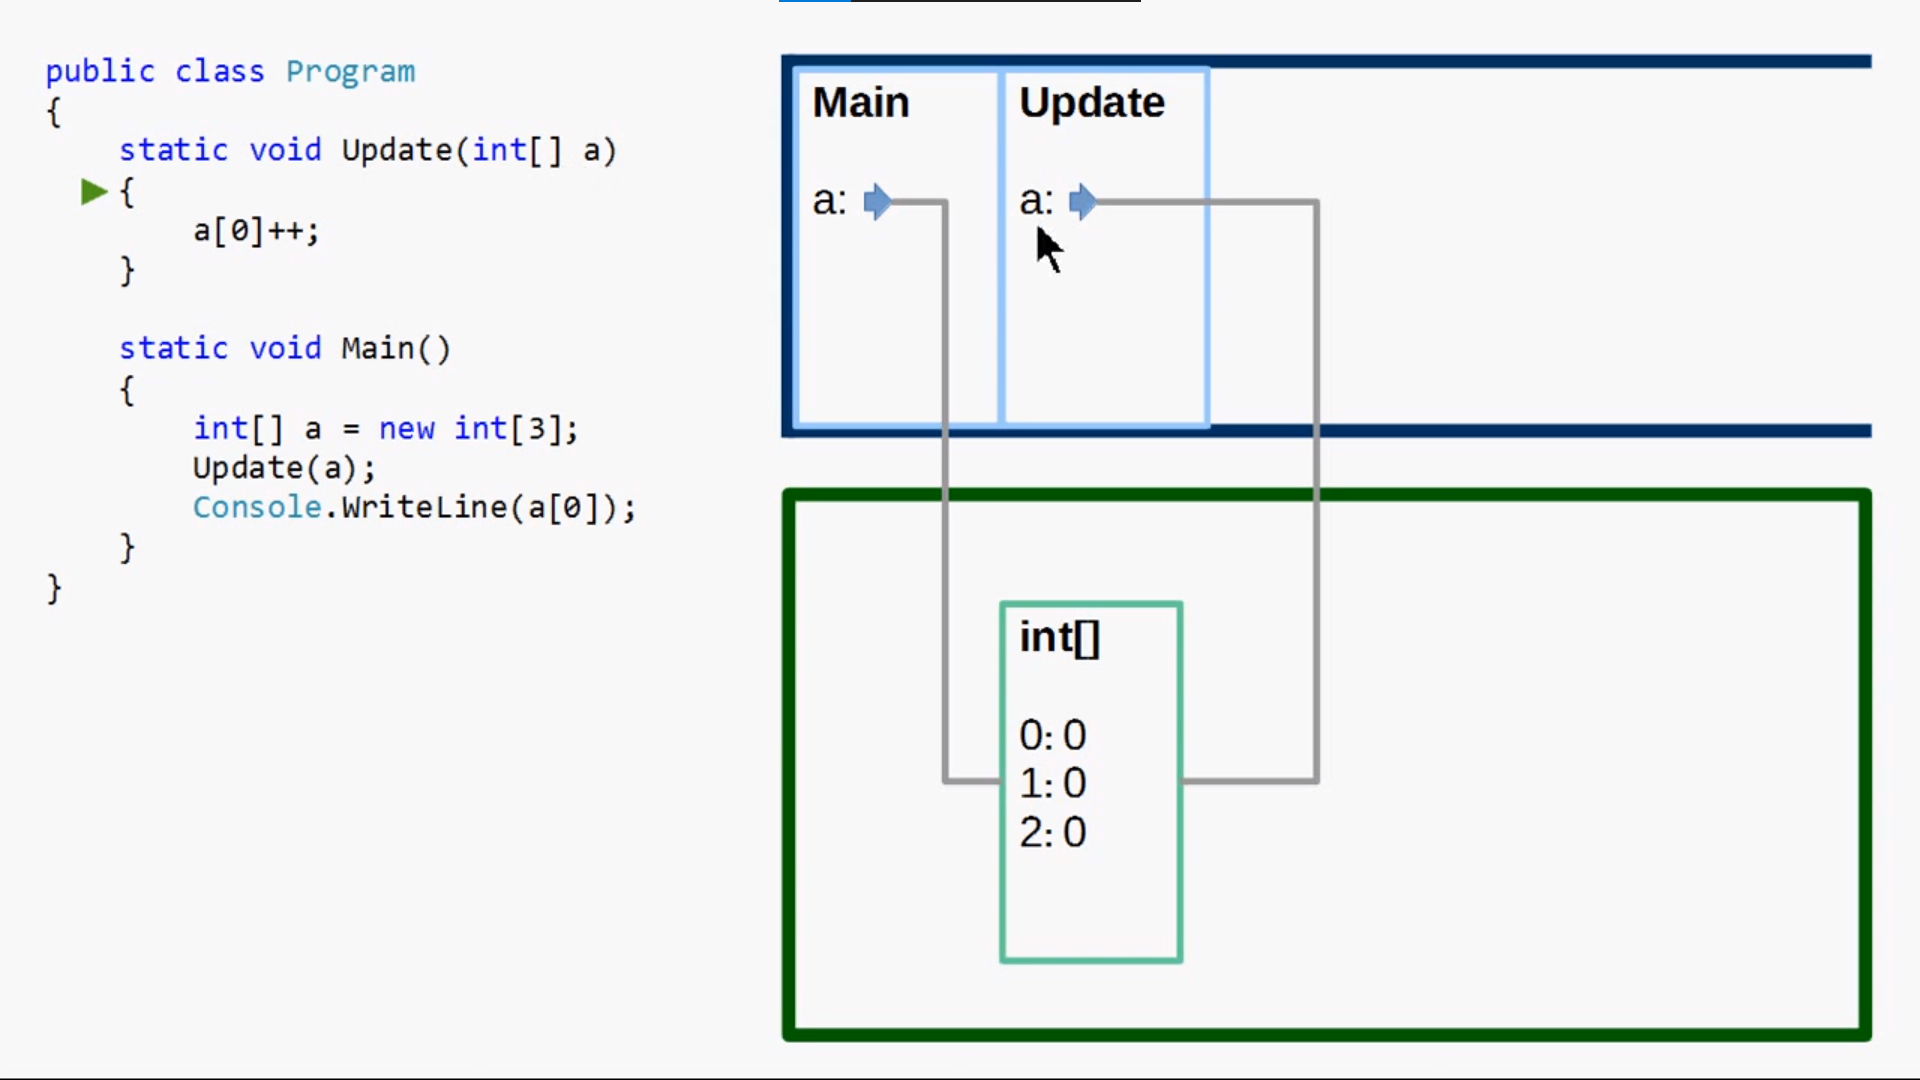 public class Program
{
static void Update(int[] a)
{
a[0]++;
}
static void Main()
{
int[] a = new int[3];
Update(a);
Console.WriteLine(a[0]);
}
}
Main
a:
Update
a:
int[]
0: 0
1: 0
2: 0